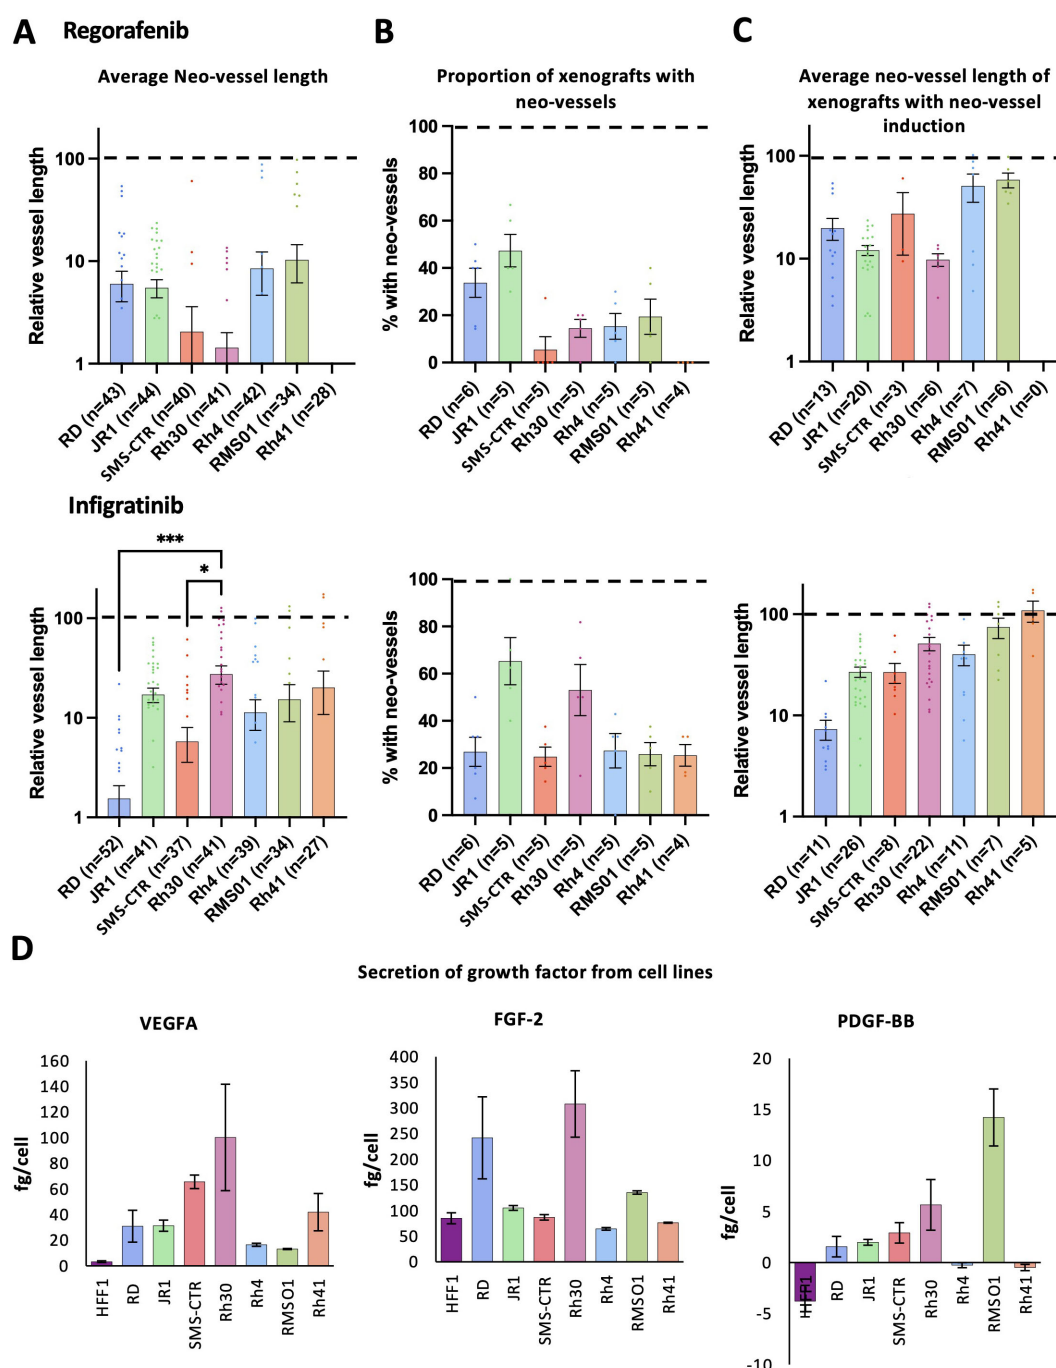 A Regorafenib
B
C
Average Neo-vessel length
Proportion of xenografts with
neo-vessels
Average neo-vessel length of
xenografts with neo-vessel
induction
Relative vessel length
100
10
1
RD (n=43)
JR1 (n=44)
SMS-CTR (n=40)
Rh30 (n=41)
Rh4 (n=42)
RMS01 (n=34)
Rh41 (n=28)
% with neo-vessels
100
80
60
40
20
0
RD (n=6)
JR1 (n=5)
SMS-CTR (n=5)
Rh30 (n=5)
Rh4 (n=5)
RMS01 (n=5)
Rh41 (n=4)
Relative vessel length
100
10
1
RD (n=13)
JR1 (n=20)
SMS-CTR (n=3)
Rh30 (n=6)
Rh4 (n=7)
RMS01 (n=6)
Rh41 (n=0)
Infigratinib
***
*
Relative vessel length
100
10
1
RD (n=52)
JR1 (n=41)
SMS-CTR (n=37)
Rh30 (n=41)
Rh4 (n=39)
RMS01 (n=34)
Rh41 (n=27)
% with neo-vessels
100
80
60
40
20
0
RD (n=6)
JR1 (n=5)
SMS-CTR (n=5)
Rh30 (n=5)
Rh4 (n=5)
RMS01 (n=5)
Rh41 (n=4)
Relative vessel length
100
10
1
RD (n=11)
JR1 (n=26)
SMS-CTR (n=8)
Rh30 (n=22)
Rh4 (n=11)
RMS01 (n=7)
Rh41 (n=5)
D
Secretion of growth factor from cell lines
VEGFA
fg/cell
160
140
120
100
80
60
40
20
0
HFF1
RD
JR1
SMS-CTR
Rh30
Rh4
RMSO1
Rh41
FGF-2
fg/cell
400
350
300
250
200
150
100
50
0
HFF1
RD
JR1
SMS-CTR
Rh30
Rh4
RMSO1
Rh41
PDGF-BB
fg/cell
20
15
10
5
0
-5
-10
HFF1
RD
JR1
SMS-CTR
Rh30
Rh4
RMSO1
Rh41